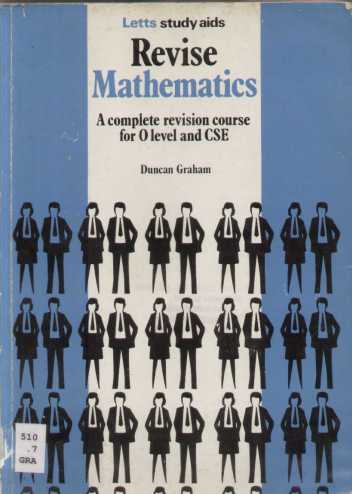 Letts study aids
Revise
Mathematics
A complete revision course
for O level and CSE
Duncan Graham
510
.7
GRA